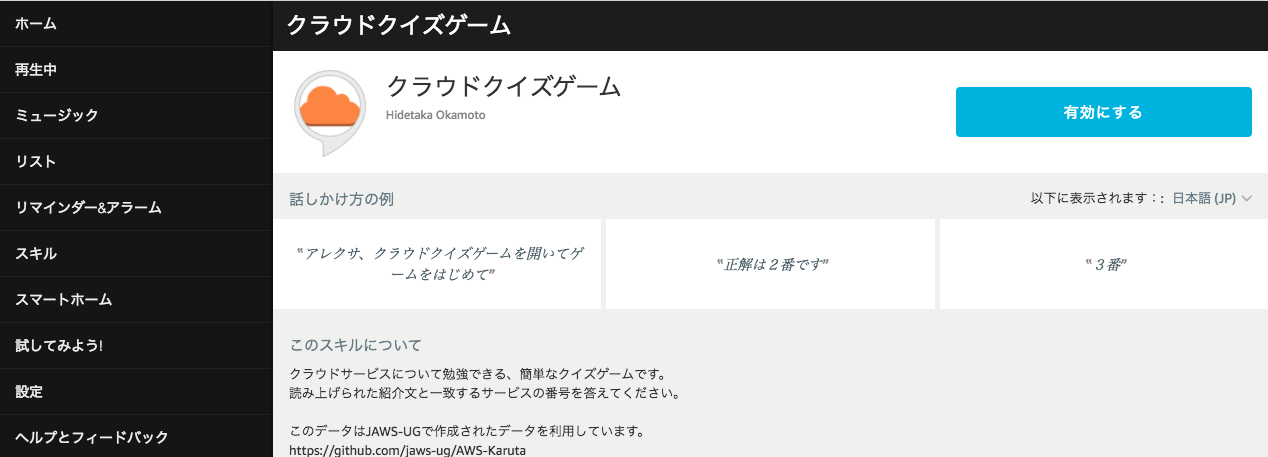 ホーム
再生中
ミュージック
リスト
リマインダー&アラーム
スキル
スマートホーム
試してみよう!
設定
ヘルプとフィードバック
クラウドクイズゲーム
クラウドクイズゲーム
Hidetaka Okamoto
有効にする
話しかけ方の例
以下に表示されます：: 日本語 (JP)
“アレクサ、クラウドクイズゲームを開いてゲ
ームをはじめて”
“正解は２番です”
“３番”
このスキルについて
クラウドサービスについて勉強できる、簡単なクイズゲームです。
読み上げられた紹介文と一致するサービスの番号を答えてください。
このデータはJAWS-UGで作成されたデータを利用しています。
https://github.com/jaws-ug/AWS-Karuta